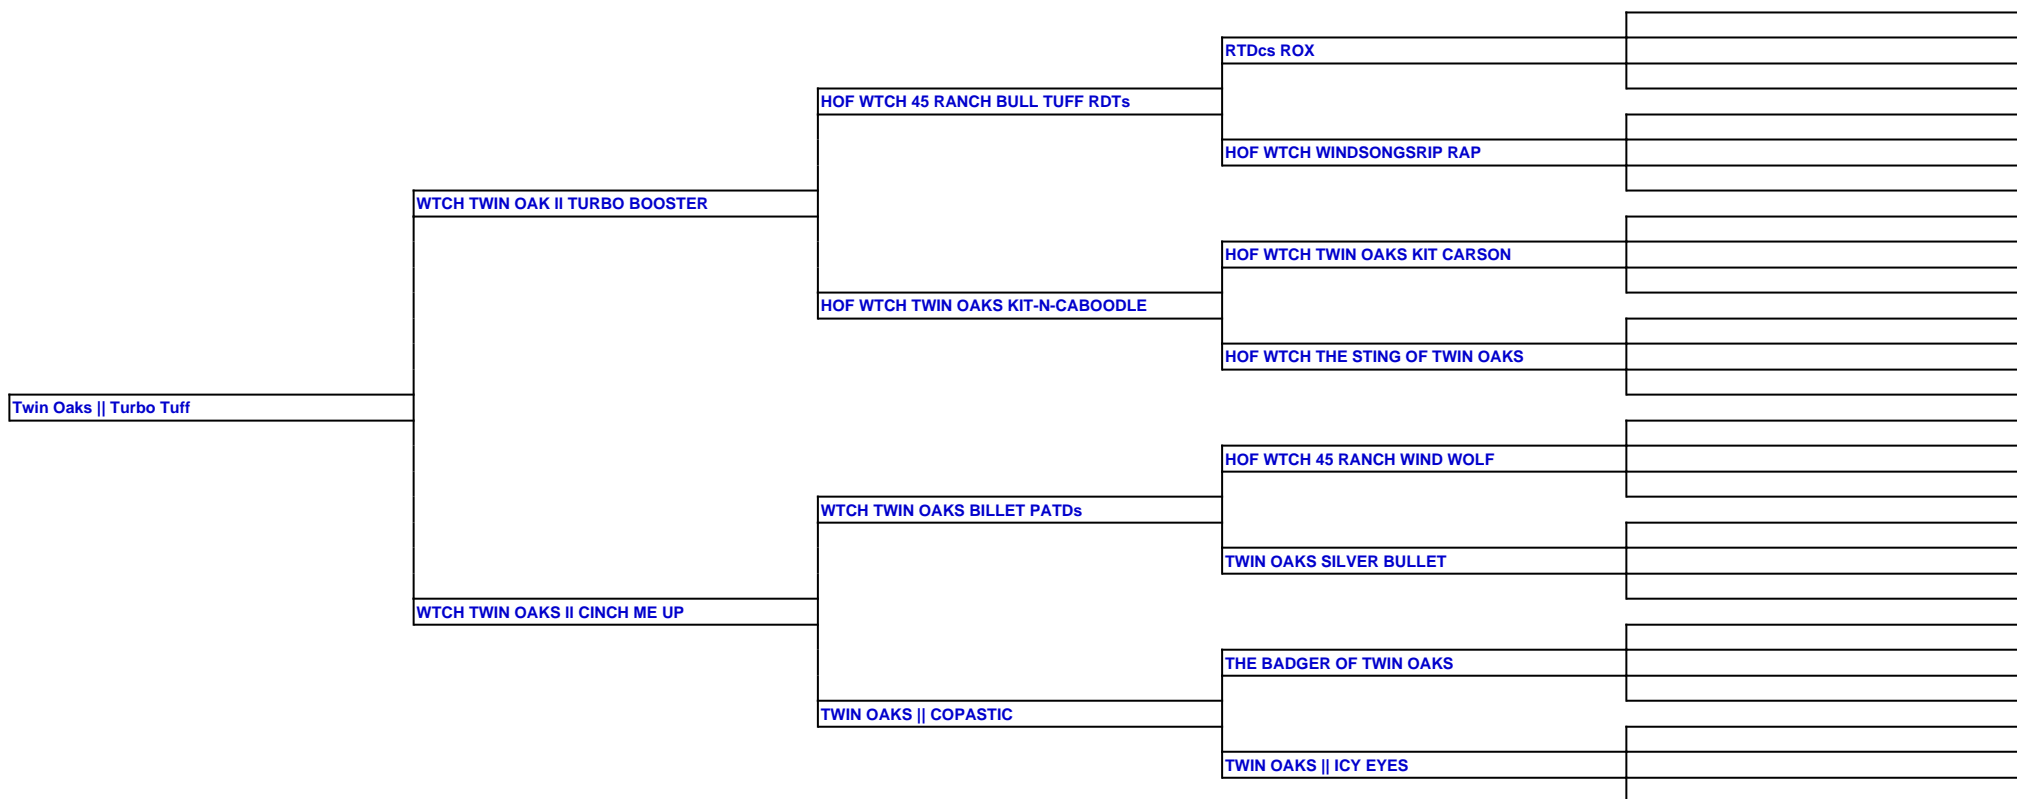 RTDcs ROX
HOF WTCH 45 RANCH BULL TUFF RDTs
HOF WTCH WINDSONGSRIP RAP
WTCH TWIN OAK II TURBO BOOSTER
HOF WTCH TWIN OAKS KIT CARSON
HOF WTCH TWIN OAKS KIT-N-CABOODLE
HOF WTCH THE STING OF TWIN OAKS
Twin Oaks || Turbo Tuff
HOF WTCH 45 RANCH WIND WOLF
WTCH TWIN OAKS BILLET PATDs
TWIN OAKS SILVER BULLET
WTCH TWIN OAKS II CINCH ME UP
THE BADGER OF TWIN OAKS
TWIN OAKS || COPASTIC
TWIN OAKS || ICY EYES